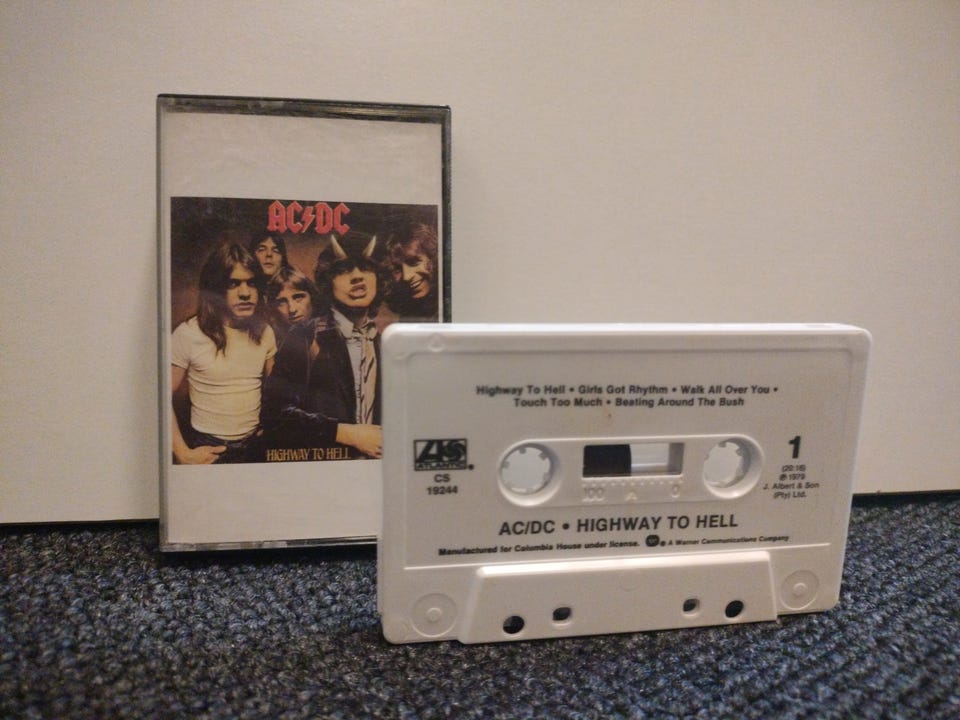 AC/DC
HIGHWAY TO HELL
Highway To Hell • Girls Got Rhythm • Walk All Over You •
Touch Too Much • Beating Around The Bush
ATLANTIC
CS
19244
1
(20:16)
℗ 1979
J. Albert & Son
(Pty) Ltd.
100 0
AC/DC • HIGHWAY TO HELL
Manufactured for Columbia House under license. ® A Warner Communications Company